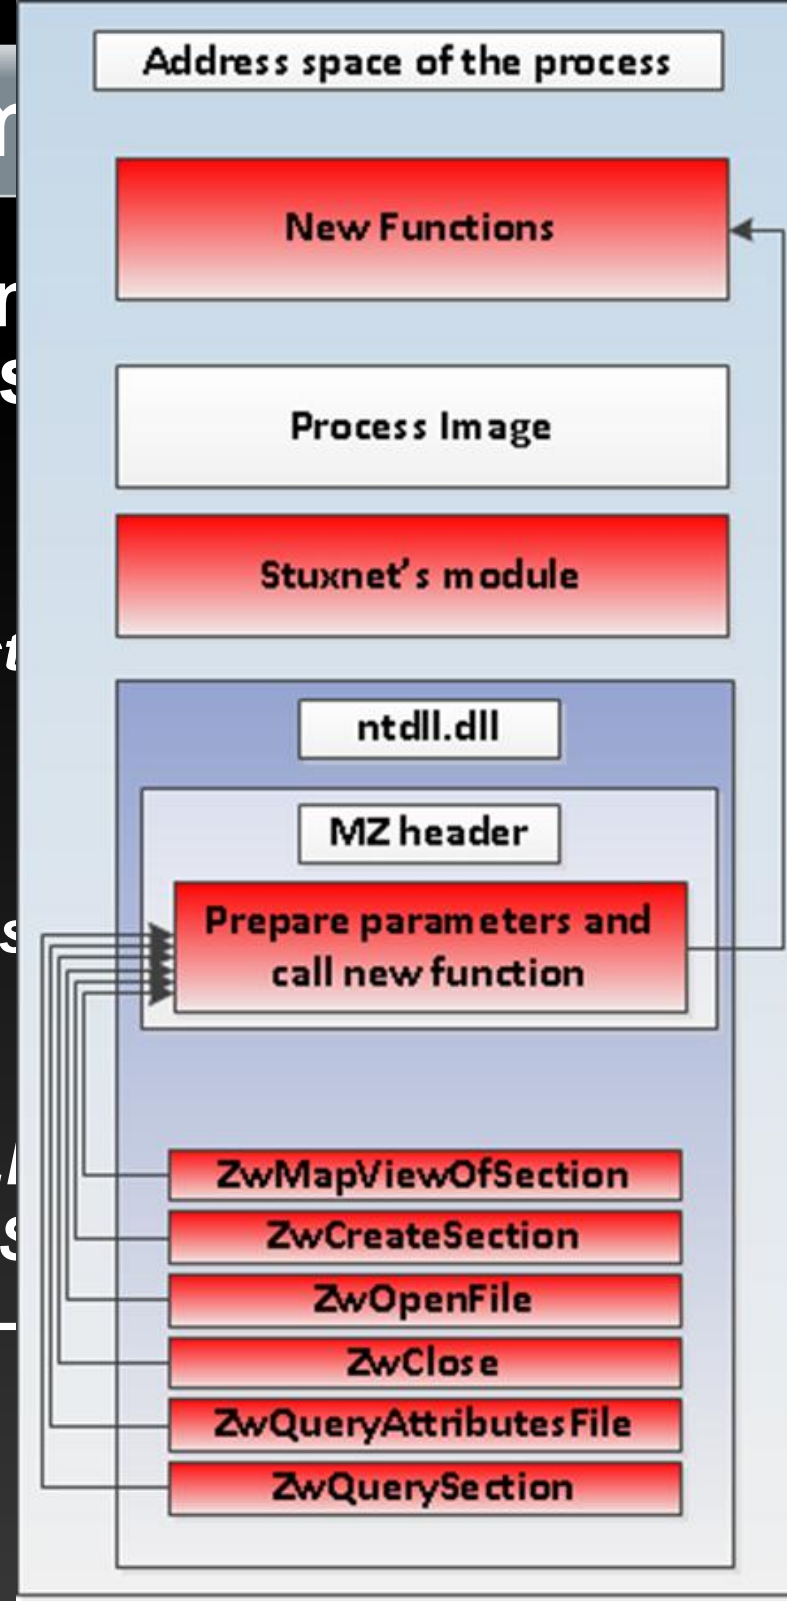 Address space of the process
New Functions
Process Image
Stuxnet’s module
ntdll.dll
MZ header
Prepare parameters and
call new function
ZwMapViewOfSection
ZwCreateSection
ZwOpenFile
ZwClose
ZwQueryAttributesFile
ZwQuerySection